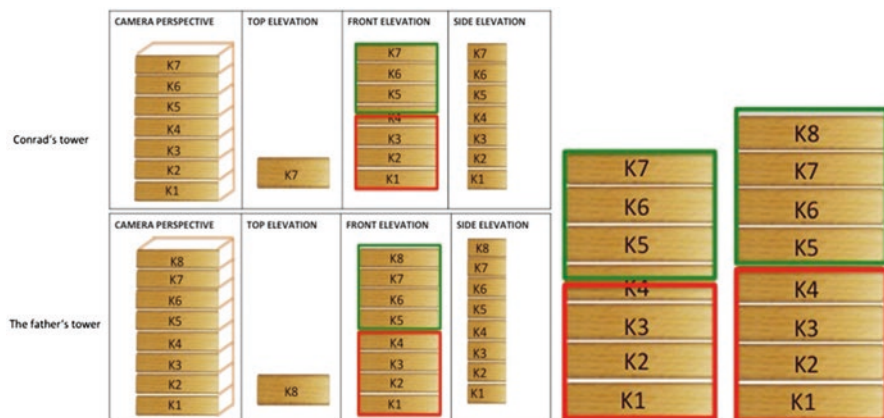 CAMERA PERSPECTIVE TOP ELEVATION FRONT ELEVATION SIDE ELEVATION
Conrad's tower
K7
K6
K5
K4
K3
K2
K1
K7
K7
K6
K5
K4
K3
K2
K1
K7
K6
K5
K4
K3
K2
K1
CAMERA PERSPECTIVE TOP ELEVATION FRONT ELEVATION SIDE ELEVATION
The father's tower
K8
K7
K6
K5
K4
K3
K2
K1
K8
K8
K7
K6
K5
K4
K3
K2
K1
K8
K7
K6
K5
K4
K3
K2
K1
K7
K6
K5
K4
K3
K2
K1
K8
K7
K6
K5
K4
K3
K2
K1